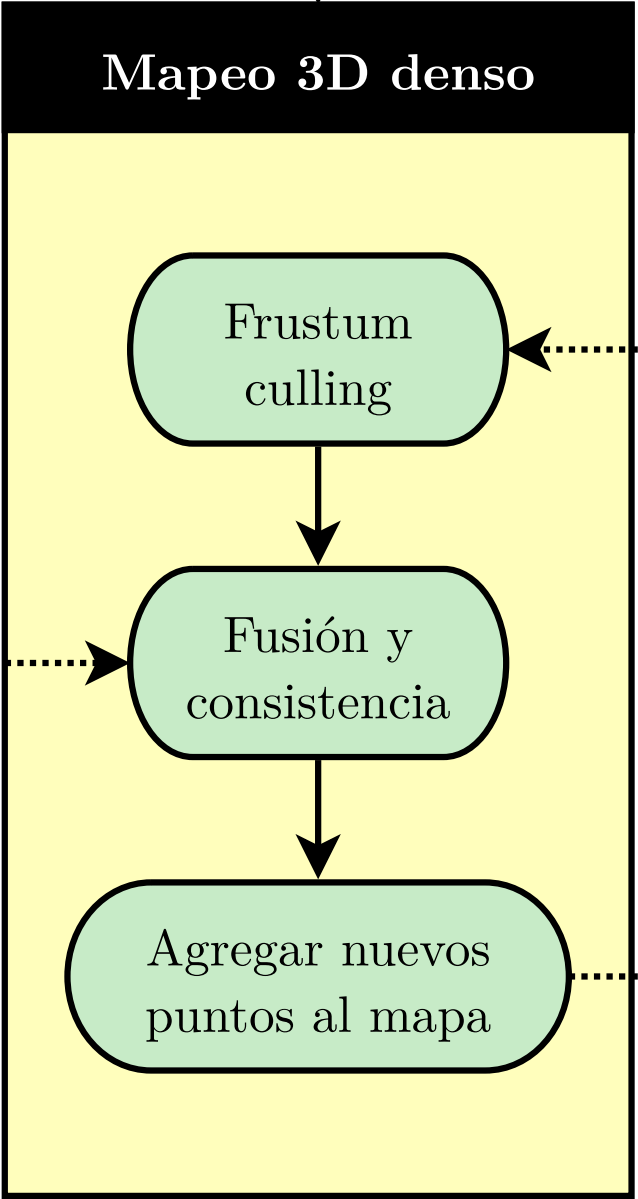 Mapeo 3D denso
Frustum
culling
Fusión y
consistencia
Agregar nuevos
puntos al mapa